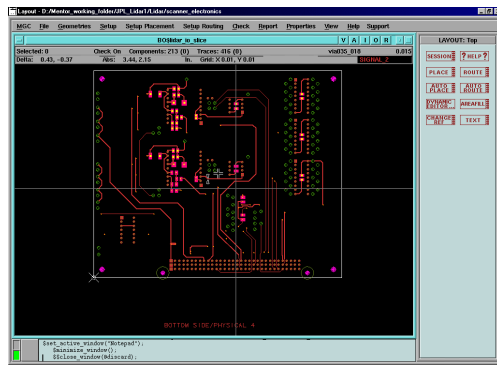 Layout - D:/Mentor_working_folder/JPL_Lidar1/Lidar/scanner_electronics
MGC File Geometries Setup Setup Placement Setup Routing Check Report Properties View Help Support
BO$lidar_io_slice V A I O R
Selected: 0 Check On Components: 213 (0) Traces: 416 (0) via035_018 0.815
Delta: 0.43, -0.37 Abs: 3.44, 2.15 In. Grid: X 0.01, Y 0.01 SIGNAL_2
LAYOUT: Top
SESSION ? HELP ?
PLACE ROUTE
AUTO PLACE AUTO ROUTE
DYNAMIC EDITOR AREAFILL
CHANGE REF TEXT
BOTTOM SIDE/PHYSICAL 4
$set_active_window("Notepad");
$minimize_window();
$$close_window(@discard);